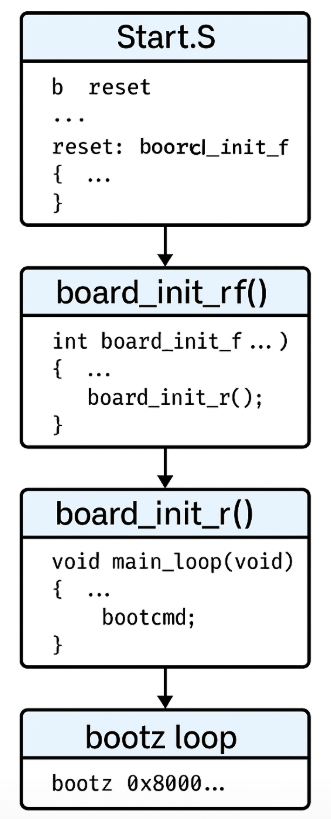 Start.S
b reset
...
reset: boorcl_init_f
{ ...
}
board_init_rf()
int board_init_f ...)
{ ...
board_init_r();
}
board_init_r()
void main_loop(void)
{ ...
bootcmd;
}
bootz loop
bootz 0x8000...